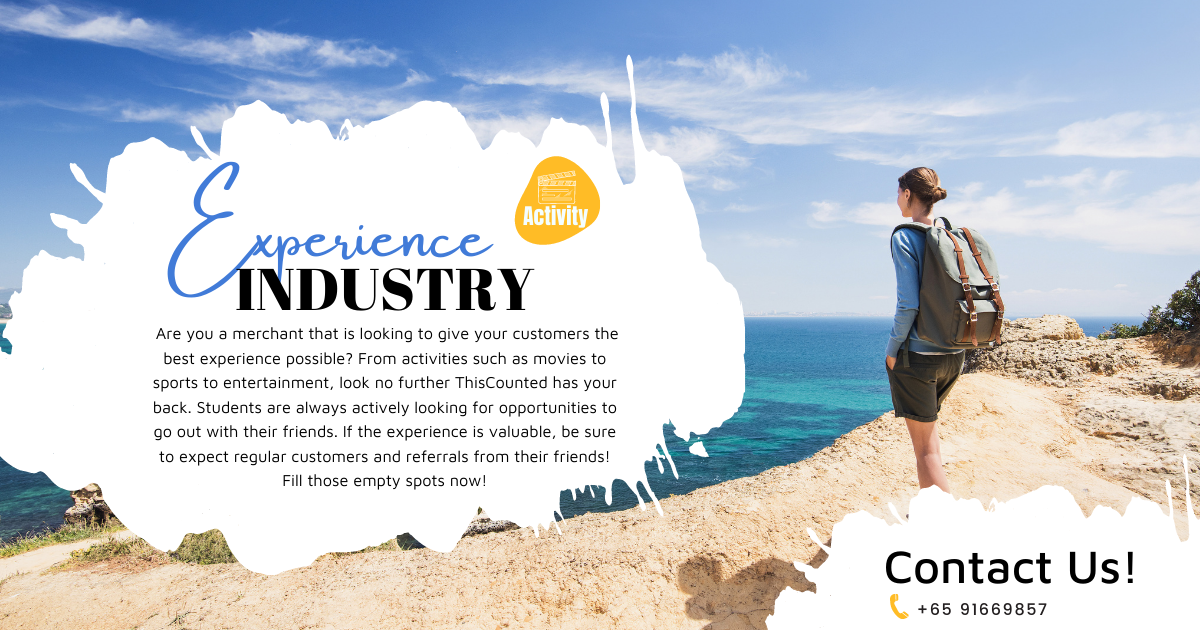 Activity
Experience
INDUSTRY
Are you a merchant that is looking to give your customers the
best experience possible? From activities such as movies to
sports to entertainment, look no further ThisCounted has your
back. Students are always actively looking for opportunities to
go out with their friends. If the experience is valuable, be sure
to expect regular customers and referrals from their friends!
Fill those empty spots now!
Contact Us!
+65 91669857